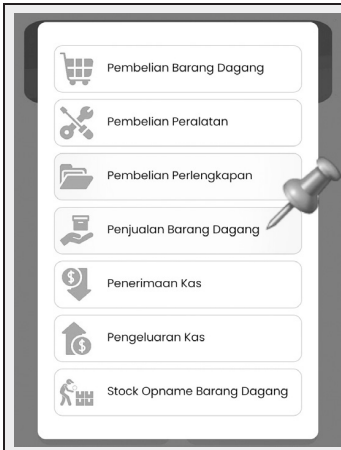 Pembelian Barang Dagang
Pembelian Peralatan
Pembelian Perlengkapan
Penjualan Barang Dagang
Penerimaan Kas
Pengeluaran Kas
Stock Opname Barang Dagang